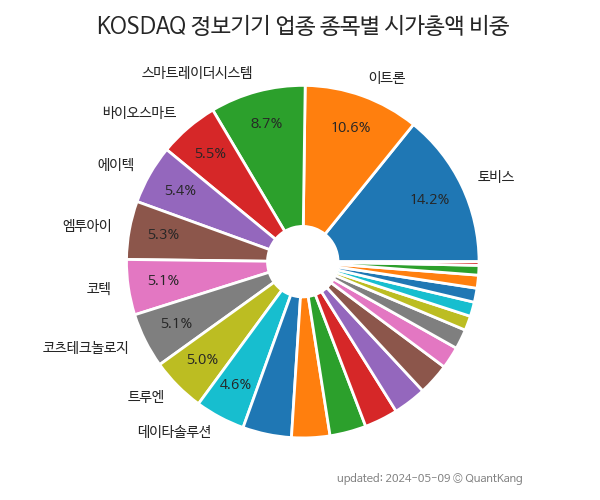 KOSDAQ 정보기기 업종 종목별 시가총액 비중
토비스
14.2%
이트론
10.6%
스마트레이더시스템
8.7%
바이오스마트
5.5%
에이텍
5.4%
엠투아이
5.3%
코텍
5.1%
코츠테크놀로지
5.1%
트루엔
5.0%
데이타솔루션
4.6%
updated: 2024-05-09 © QuantKang